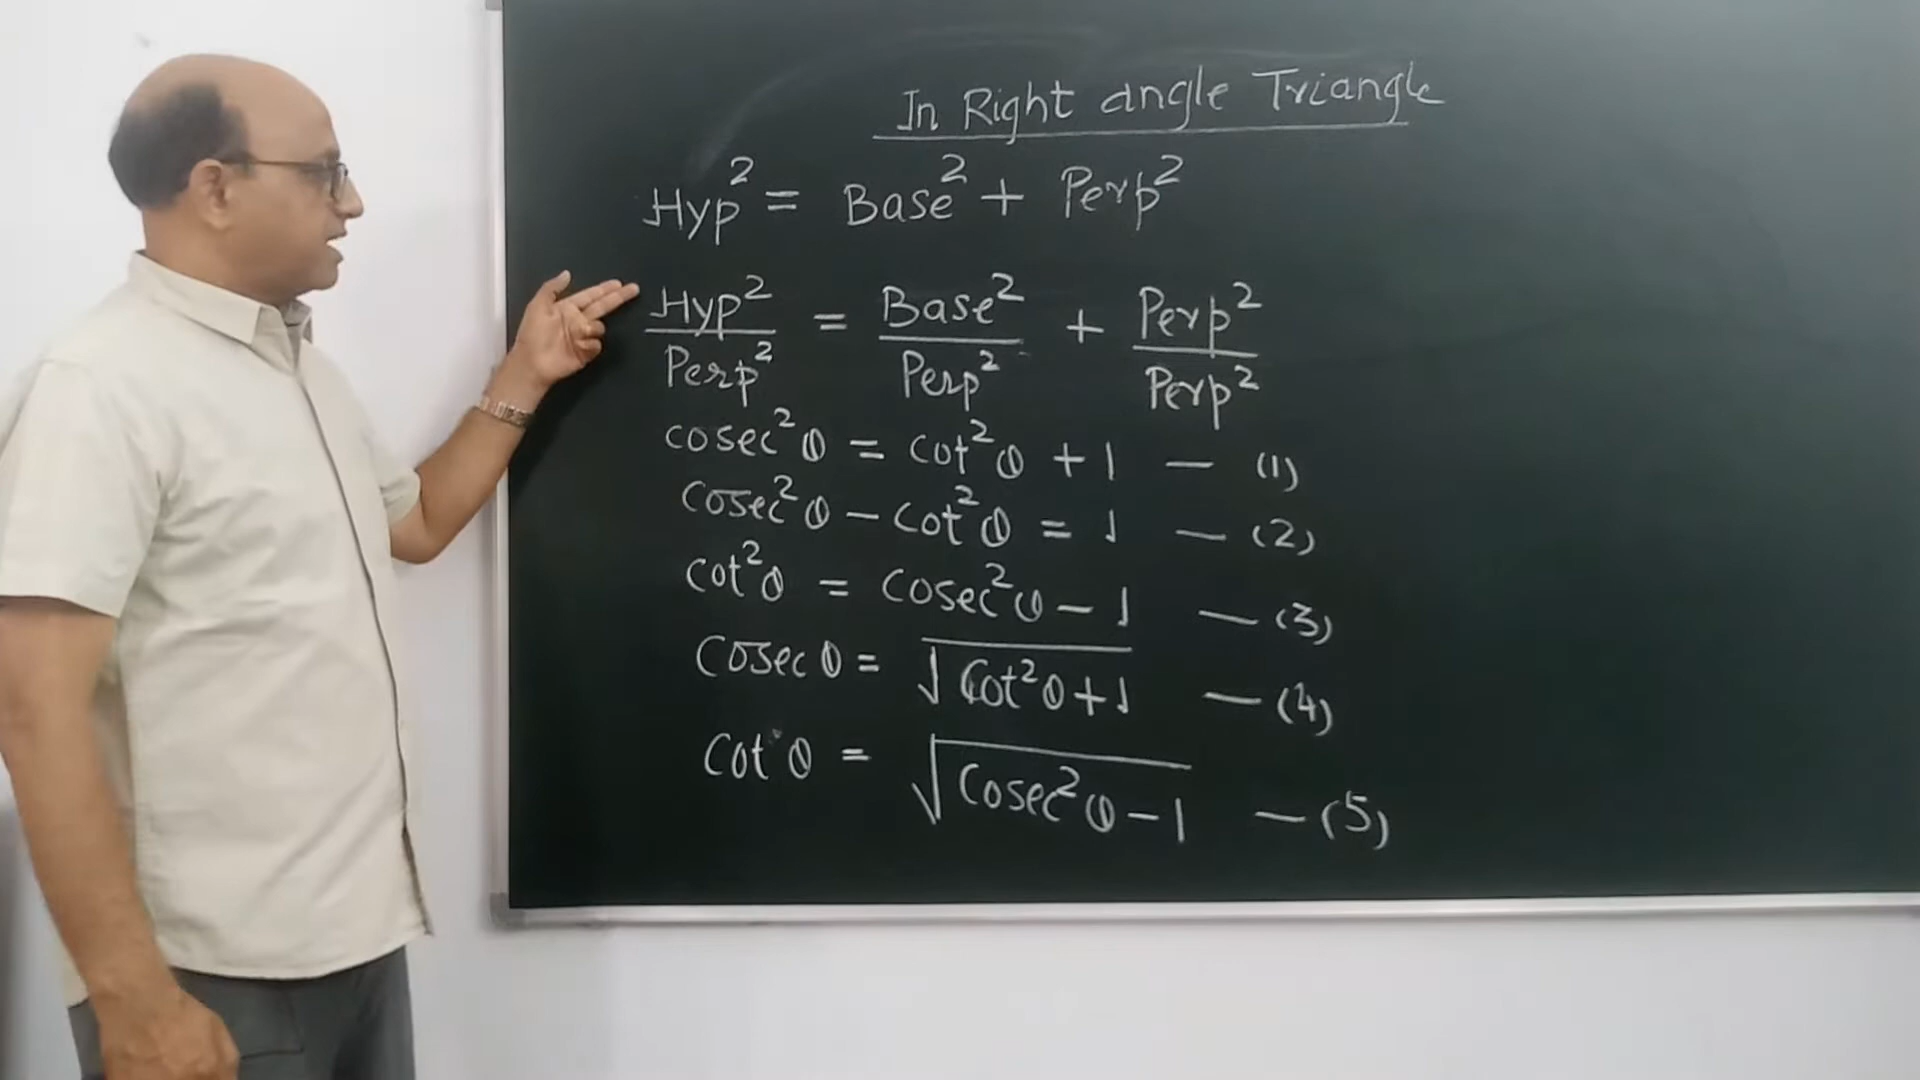 In Right angle Triangle
Hyp² = Base² + Perp²
Hyp²/Perp² = Base²/Perp² + Perp²/Perp²
cosec²θ = cot²θ + 1 — (1)
cosec²θ – cot²θ = 1 — (2)
cot²θ = cosec²θ – 1 — (3)
cosec θ = √(cot²θ + 1) — (4)
cot θ = √(cosec²θ – 1) — (5)